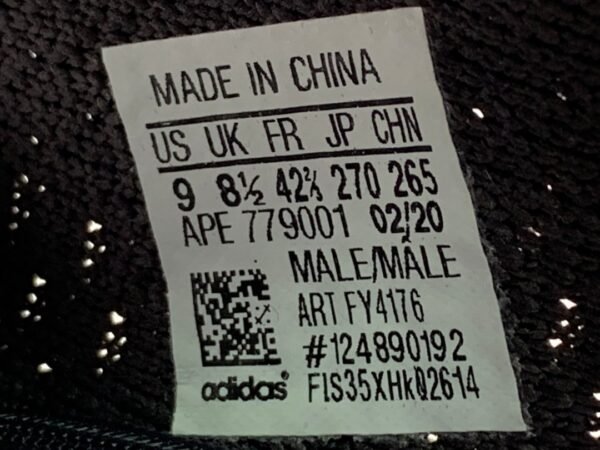 MADE IN CHINA
US UK FR JP CHN
9 8½ 42⅔ 270 265
APE 779001 02/20
MALE/MÂLE
ART FY4176
#124890192
adidas® FIS35XHkQ2614